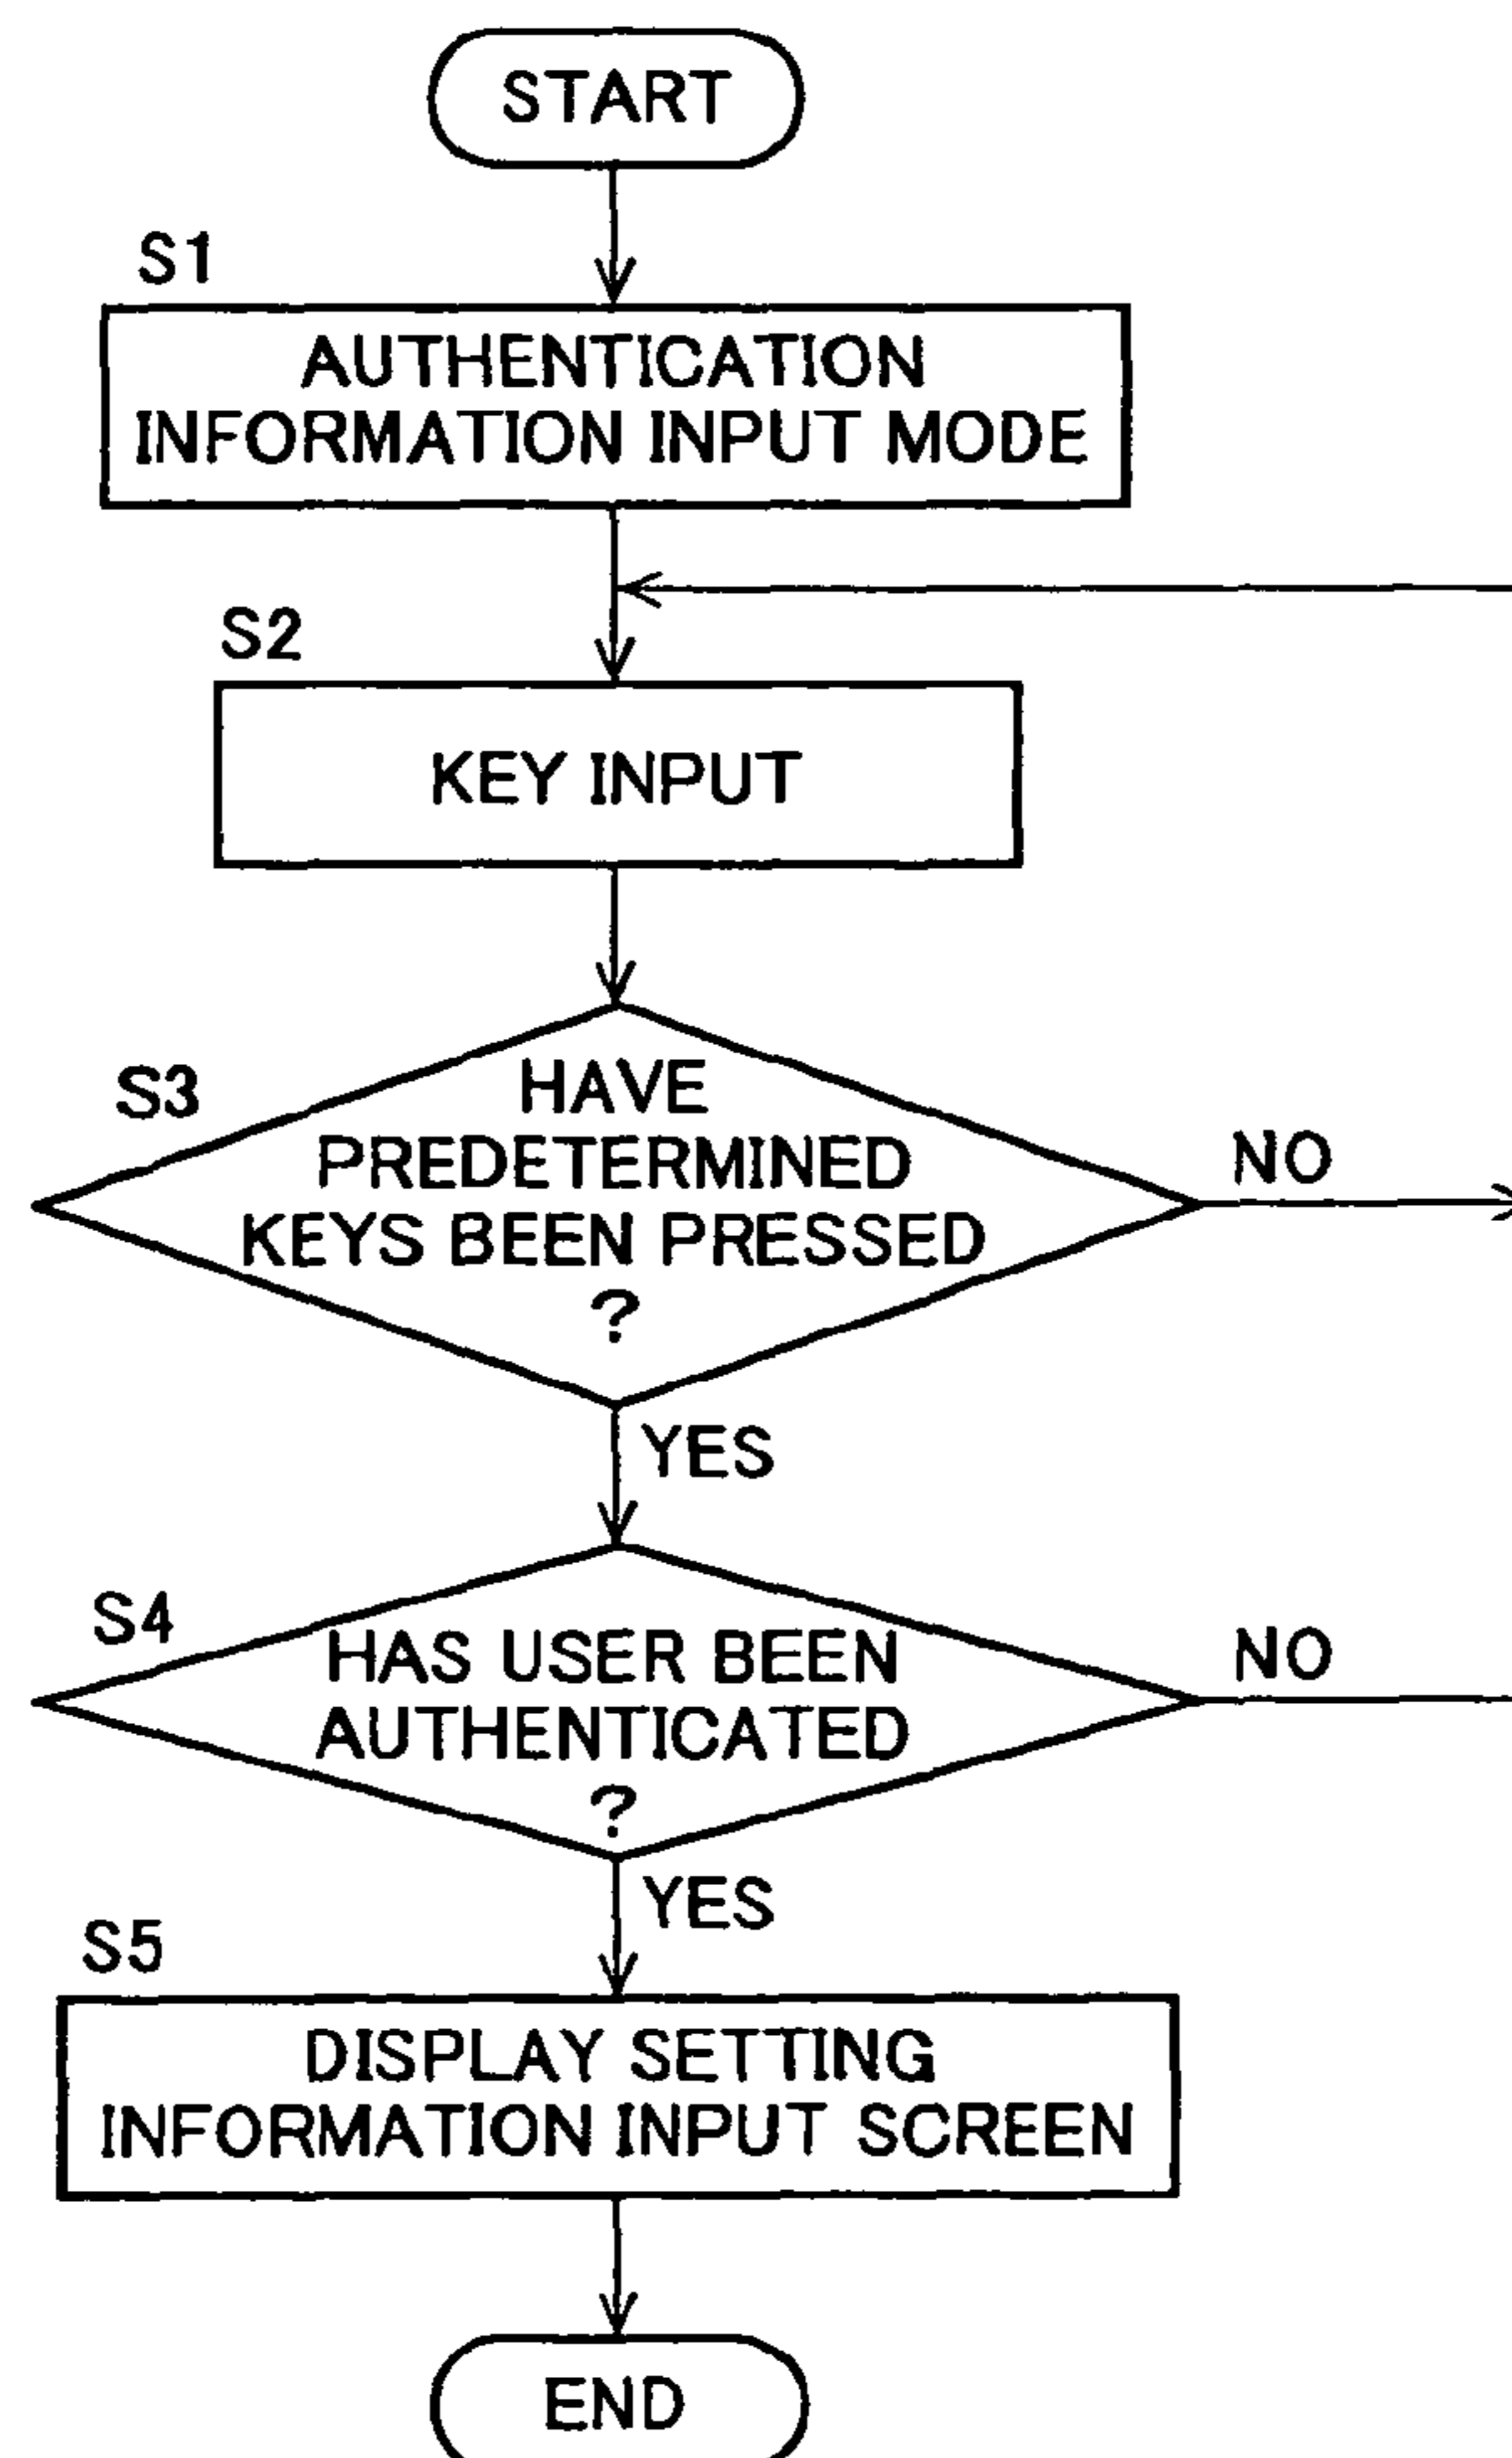 START
S1
AUTHENTICATION
INFORMATION INPUT MODE
S2
KEY INPUT
S3
HAVE
PREDETERMINED
KEYS BEEN PRESSED
?
NO
YES
S4
HAS USER BEEN
AUTHENTICATED
?
NO
YES
S5
DISPLAY SETTING
INFORMATION INPUT SCREEN
END